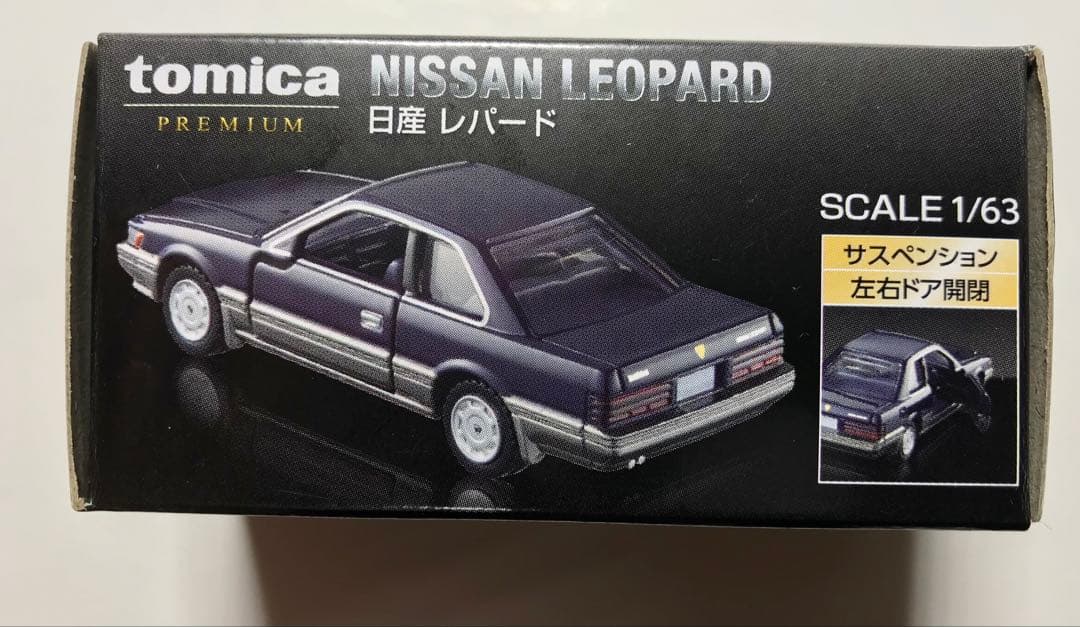 tomica
PREMIUM
NISSAN LEOPARD
日産 レパード
SCALE 1/63
サスペンション
左右ドア開閉